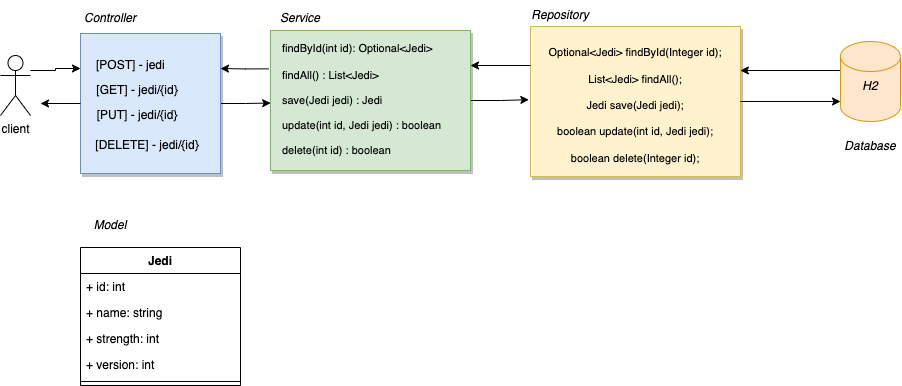 Controller
Service
Repository
[POST] - jedi
[GET] - jedi/{id}
[PUT] - jedi/{id}
[DELETE] - jedi/{id}
findById(int id): Optional<Jedi>
findAll() : List<Jedi>
save(Jedi jedi) : Jedi
update(int id, Jedi jedi) : boolean
delete(int id) : boolean
Optional<Jedi> findById(Integer id);
List<Jedi> findAll();
Jedi save(Jedi jedi);
boolean update(int id, Jedi jedi);
boolean delete(Integer id);
H2
client
Database
Model
Jedi
+ id: int
+ name: string
+ strength: int
+ version: int